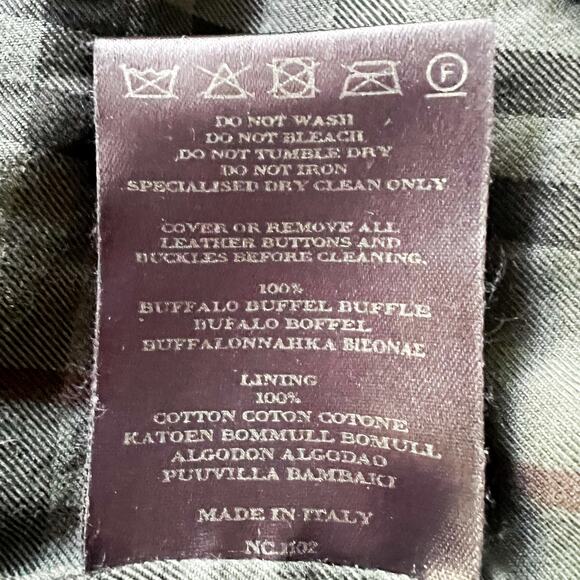 F
DO NOT WASH
DO NOT BLEACH
DO NOT TUMBLE DRY
DO NOT IRON
SPECIALISED DRY CLEAN ONLY
COVER OR REMOVE ALL
LEATHER BUTTONS AND
BUCKLES BEFORE CLEANING.
100%
BUFFALO BUFFEL BUFFLE
BUFALO BOFFEL
BUFFALONNAHKA
LINING
100%
COTTON COTON COTONE
KATOEN BOMMULL BOMULL
ALGODON ALGODAO
PUUVILLA BAMBAKI
MADE IN ITALY